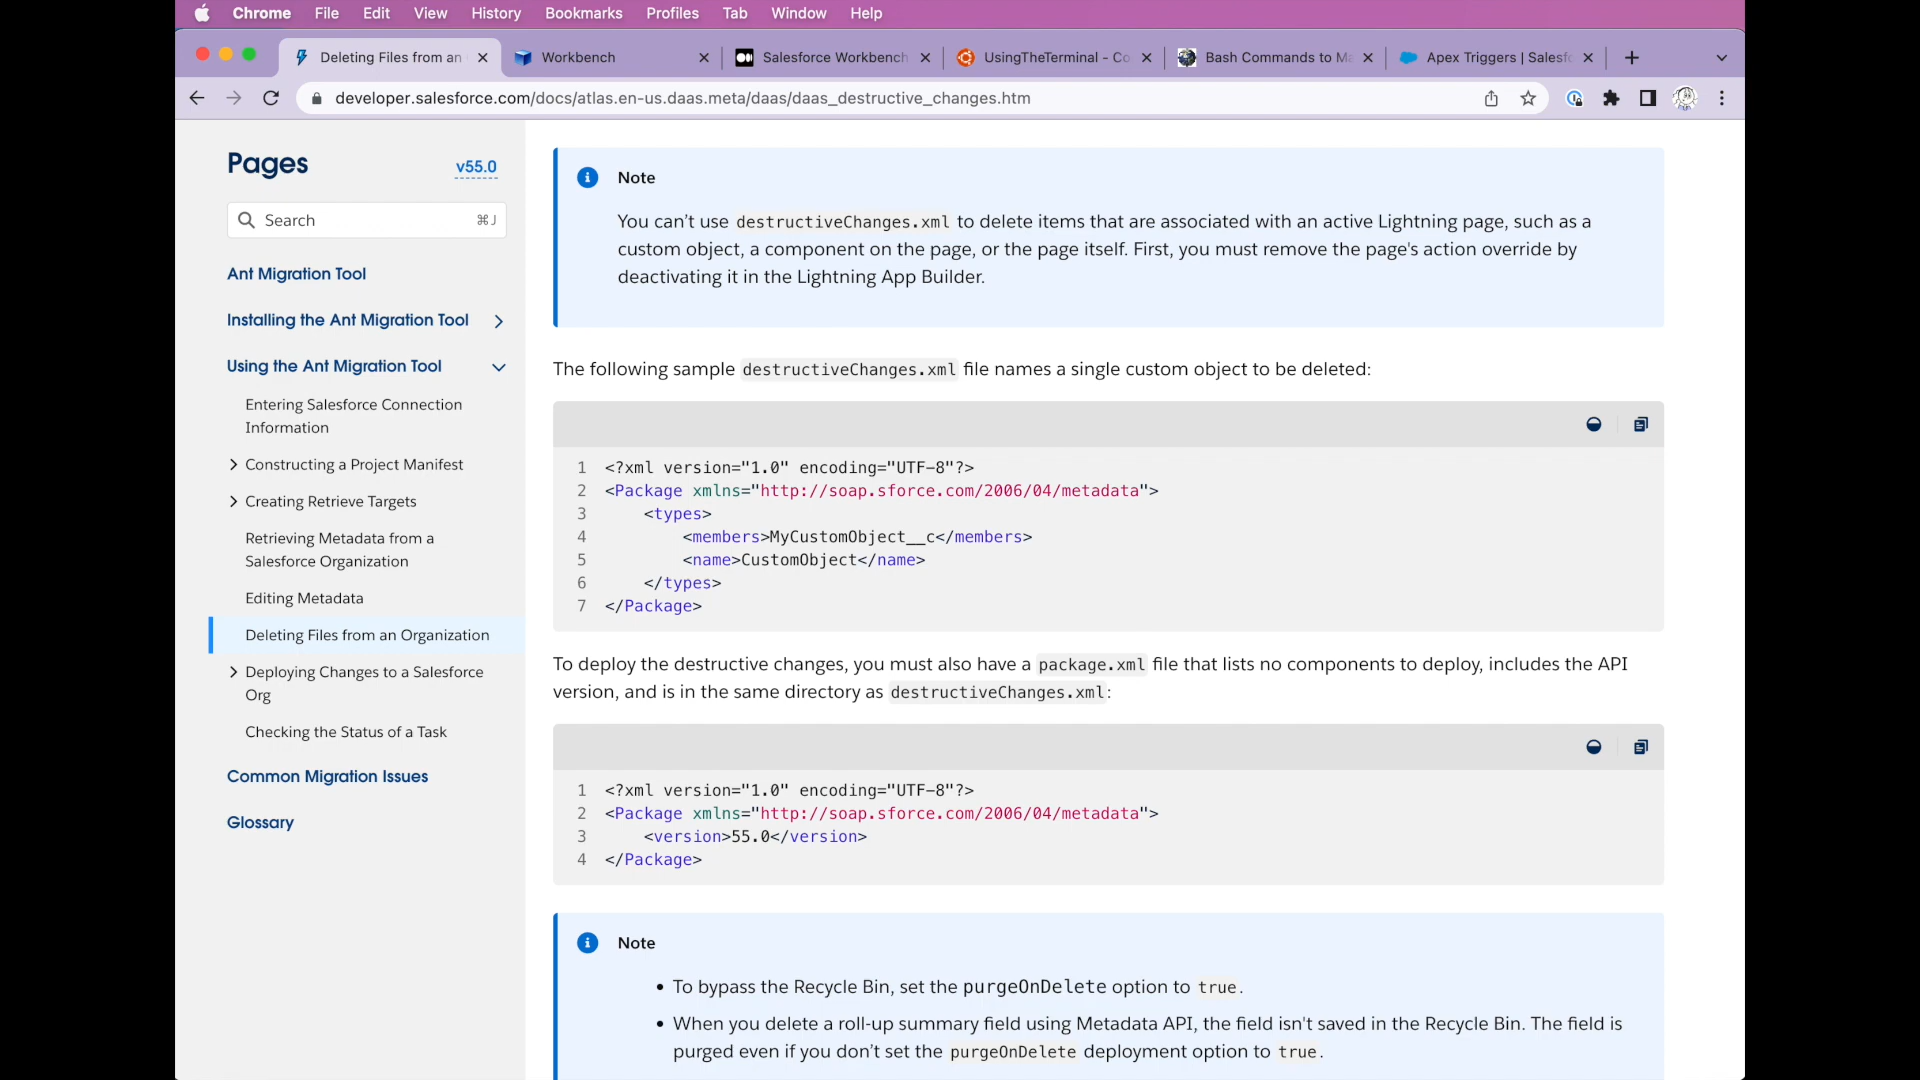 Chrome File Edit View History Bookmarks Profiles Tab Window Help
Deleting Files from an Workbench Salesforce Workbench UsingTheTerminal - Co Bash Commands to Ma Apex Triggers | Salesfo
developer.salesforce.com/docs/atlas.en-us.daas.meta/daas/daas_destructive_changes.htm
Pages v55.0
Search ⌘J
Ant Migration Tool
Installing the Ant Migration Tool
Using the Ant Migration Tool
Entering Salesforce Connection
Information
Constructing a Project Manifest
Creating Retrieve Targets
Retrieving Metadata from a
Salesforce Organization
Editing Metadata
Deleting Files from an Organization
Deploying Changes to a Salesforce
Org
Checking the Status of a Task
Common Migration Issues
Glossary
Note
You can’t use destructiveChanges.xml to delete items that are associated with an active Lightning page, such as a
custom object, a component on the page, or the page itself. First, you must remove the page's action override by
deactivating it in the Lightning App Builder.
The following sample destructiveChanges.xml file names a single custom object to be deleted:
1 <?xml version="1.0" encoding="UTF-8"?>
2 <Package xmlns="http://soap.sforce.com/2006/04/metadata">
3 <types>
4 <members>MyCustomObject__c</members>
5 <name>CustomObject</name>
6 </types>
7 </Package>
To deploy the destructive changes, you must also have a package.xml file that lists no components to deploy, includes the API
version, and is in the same directory as destructiveChanges.xml:
1 <?xml version="1.0" encoding="UTF-8"?>
2 <Package xmlns="http://soap.sforce.com/2006/04/metadata">
3 <version>55.0</version>
4 </Package>
Note
• To bypass the Recycle Bin, set the purgeOnDelete option to true.
• When you delete a roll-up summary field using Metadata API, the field isn't saved in the Recycle Bin. The field is
purged even if you don’t set the purgeOnDelete deployment option to true.